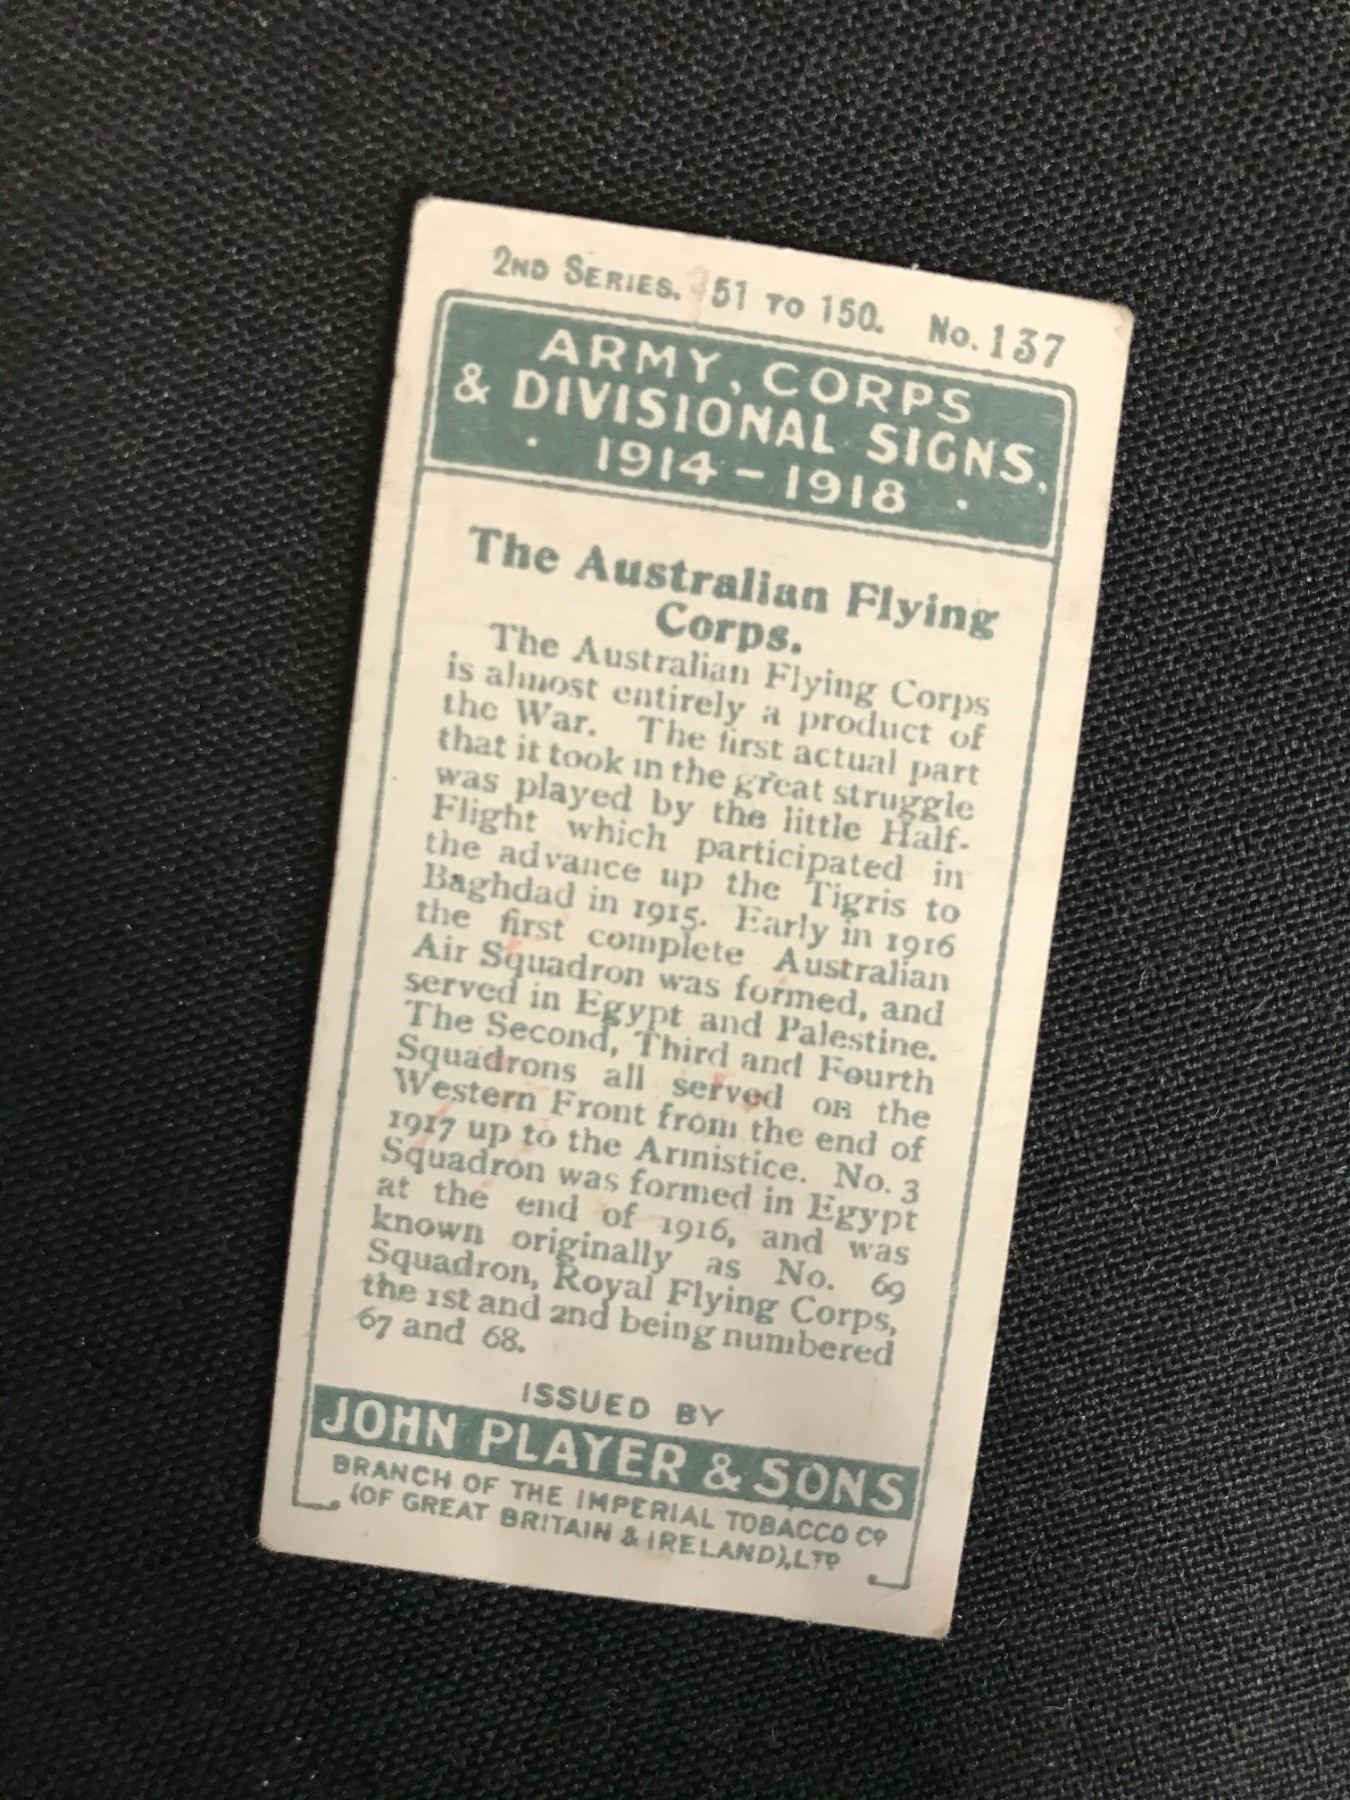 2ND SERIES. 51 TO 150. No. 137
ARMY, CORPS
& DIVISIONAL SIGNS,
· 1914 - 1918 ·
The Australian Flying
Corps.
The Australian Flying Corps
is almost entirely a product of
the War. The first actual part
that it took in the great struggle
was played by the little Half-
Flight which participated in
the advance up the Tigris to
Baghdad in 1915. Early in 1916
the first complete Australian
Air Squadron was formed, and
served in Egypt and Palestine.
The Second, Third and Fourth
Squadrons all served on the
Western Front from the end of
1917 up to the Armistice. No. 3
Squadron was formed in Egypt
at the end of 1916, and was
known originally as No. 69
Squadron, Royal Flying Corps,
the 1st and 2nd being numbered
67 and 68.
ISSUED BY
JOHN PLAYER & SONS
BRANCH OF THE IMPERIAL TOBACCO Co
(OF GREAT BRITAIN & IRELAND), LTD